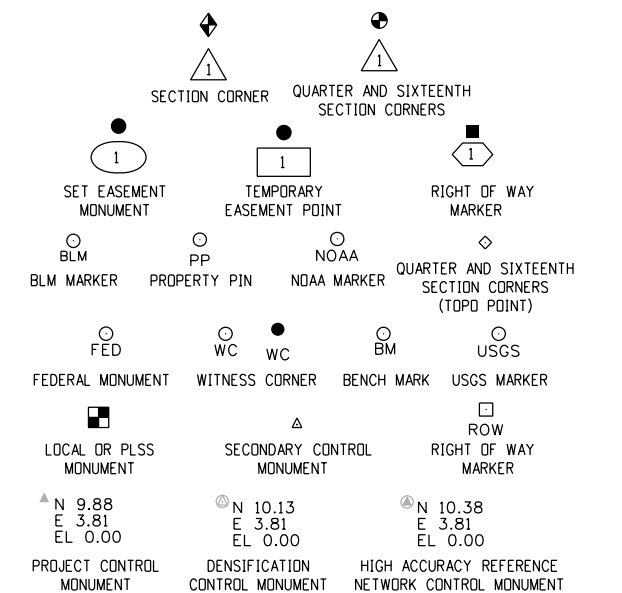 1
1
SECTION CORNER
QUARTER AND SIXTEENTH
SECTION CORNERS
1
1
1
SET EASEMENT
MONUMENT
TEMPORARY
EASEMENT POINT
RIGHT OF WAY
MARKER
BLM
PP
NOAA
BLM MARKER
PROPERTY PIN
NOAA MARKER
QUARTER AND SIXTEENTH
SECTION CORNERS
(TOPO POINT)
FED
WC
WC
BM
USGS
FEDERAL MONUMENT
WITNESS CORNER
BENCH MARK
USGS MARKER
ROW
LOCAL OR PLSS
MONUMENT
SECONDARY CONTROL
MONUMENT
RIGHT OF WAY
MARKER
N 9.88
E 3.81
EL 0.00
N 10.13
E 3.81
EL 0.00
N 10.38
E 3.81
EL 0.00
PROJECT CONTROL
MONUMENT
DENSIFICATION
CONTROL MONUMENT
HIGH ACCURACY REFERENCE
NETWORK CONTROL MONUMENT